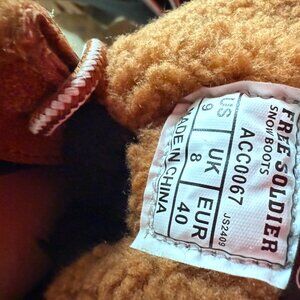 FREE SOLDIER
SNOW BOOTS
ACC0067
JS2409
US UK EUR
9 8 40
MADE IN CHINA